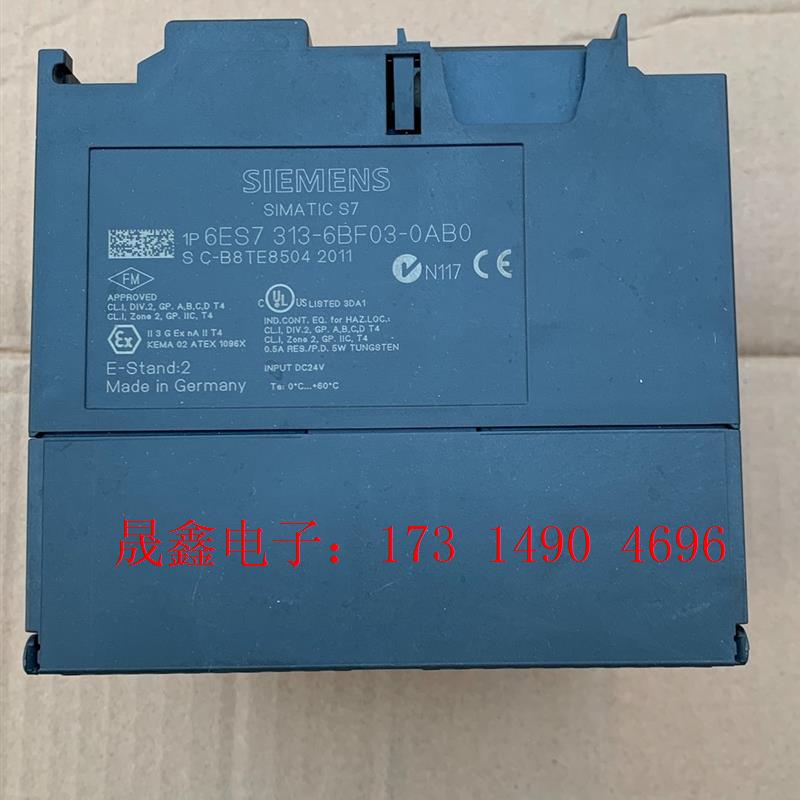 SIEMENS
SIMATIC S7
1P 6ES7 313-6BF03-0AB0
S C-B8TE8504 2011
N117 CE
FM
APPROVED
CL.I, DIV.2, GP. A,B,C,D T4
CL.I, Zone 2, GP. IIC, T4
Ex II 3 G Ex nA II T4
KEMA 02 ATEX 1096X
E-Stand:2
Made in Germany
C UL US LISTED 3DA1
IND.CONT. EQ. for HAZ.LOC.:
CL.I, DIV.2, GP. A,B,C,D T4
CL.I, Zone 2, GP. IIC, T4
0.5A RES./P.D. 5W TUNGSTEN
INPUT DC24V
Ta: 0°C...+60°C
晟鑫电子：173 1490 4696